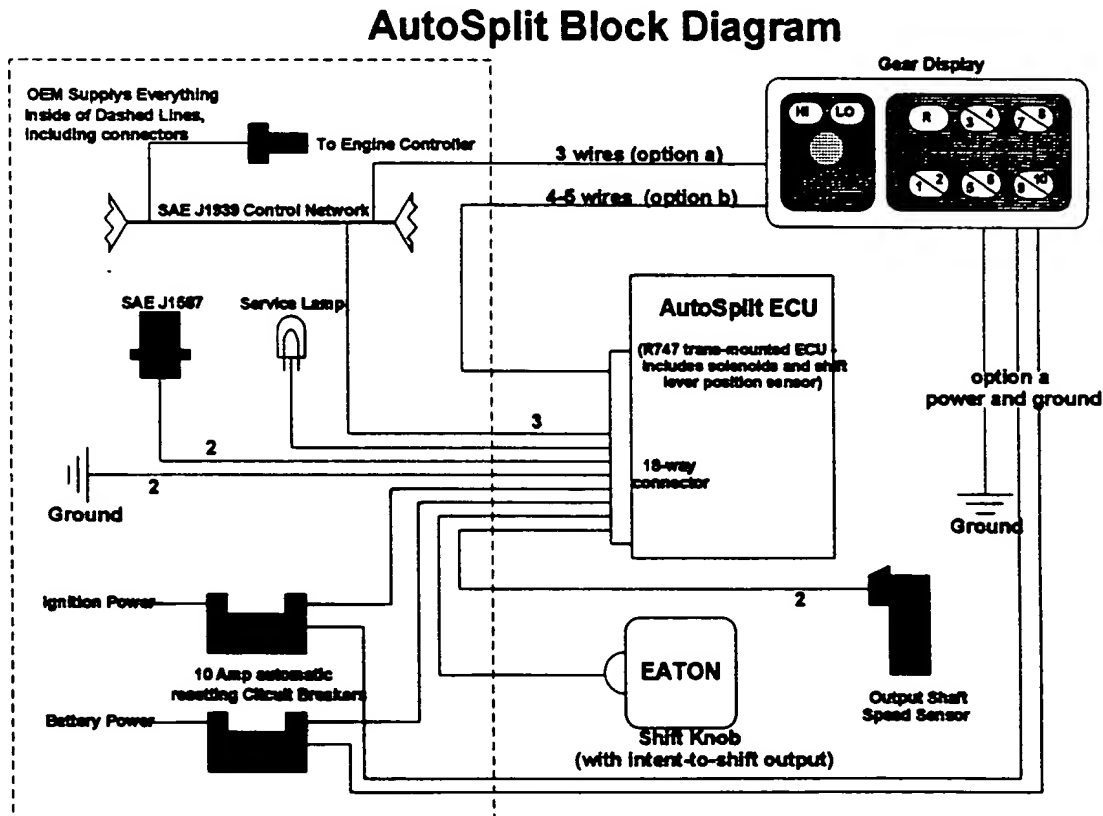 AutoSplit Block Diagram
Gear Display
OEM Supplys Everything
Inside of Dashed Lines,
including connectors
To Engine Controller
3 wires (option a)
4-5 wires (option b)
HI LO
R 3 4 7 8
1 2 5 6 9 10
SAE J1939 Control Network
SAE J1587
Service Lamp
AutoSplit ECU
(R747 trans-mounted ECU -
includes solenoids and shift
lever position sensor)
option a
power and ground
3
2
2
18-way
connector
Ground
Ground
Ignition Power
2
10 Amp automatic
resetting Circuit Breakers
EATON
Output Shaft
Speed Sensor
Battery Power
Shift Knob
(with intent-to-shift output)